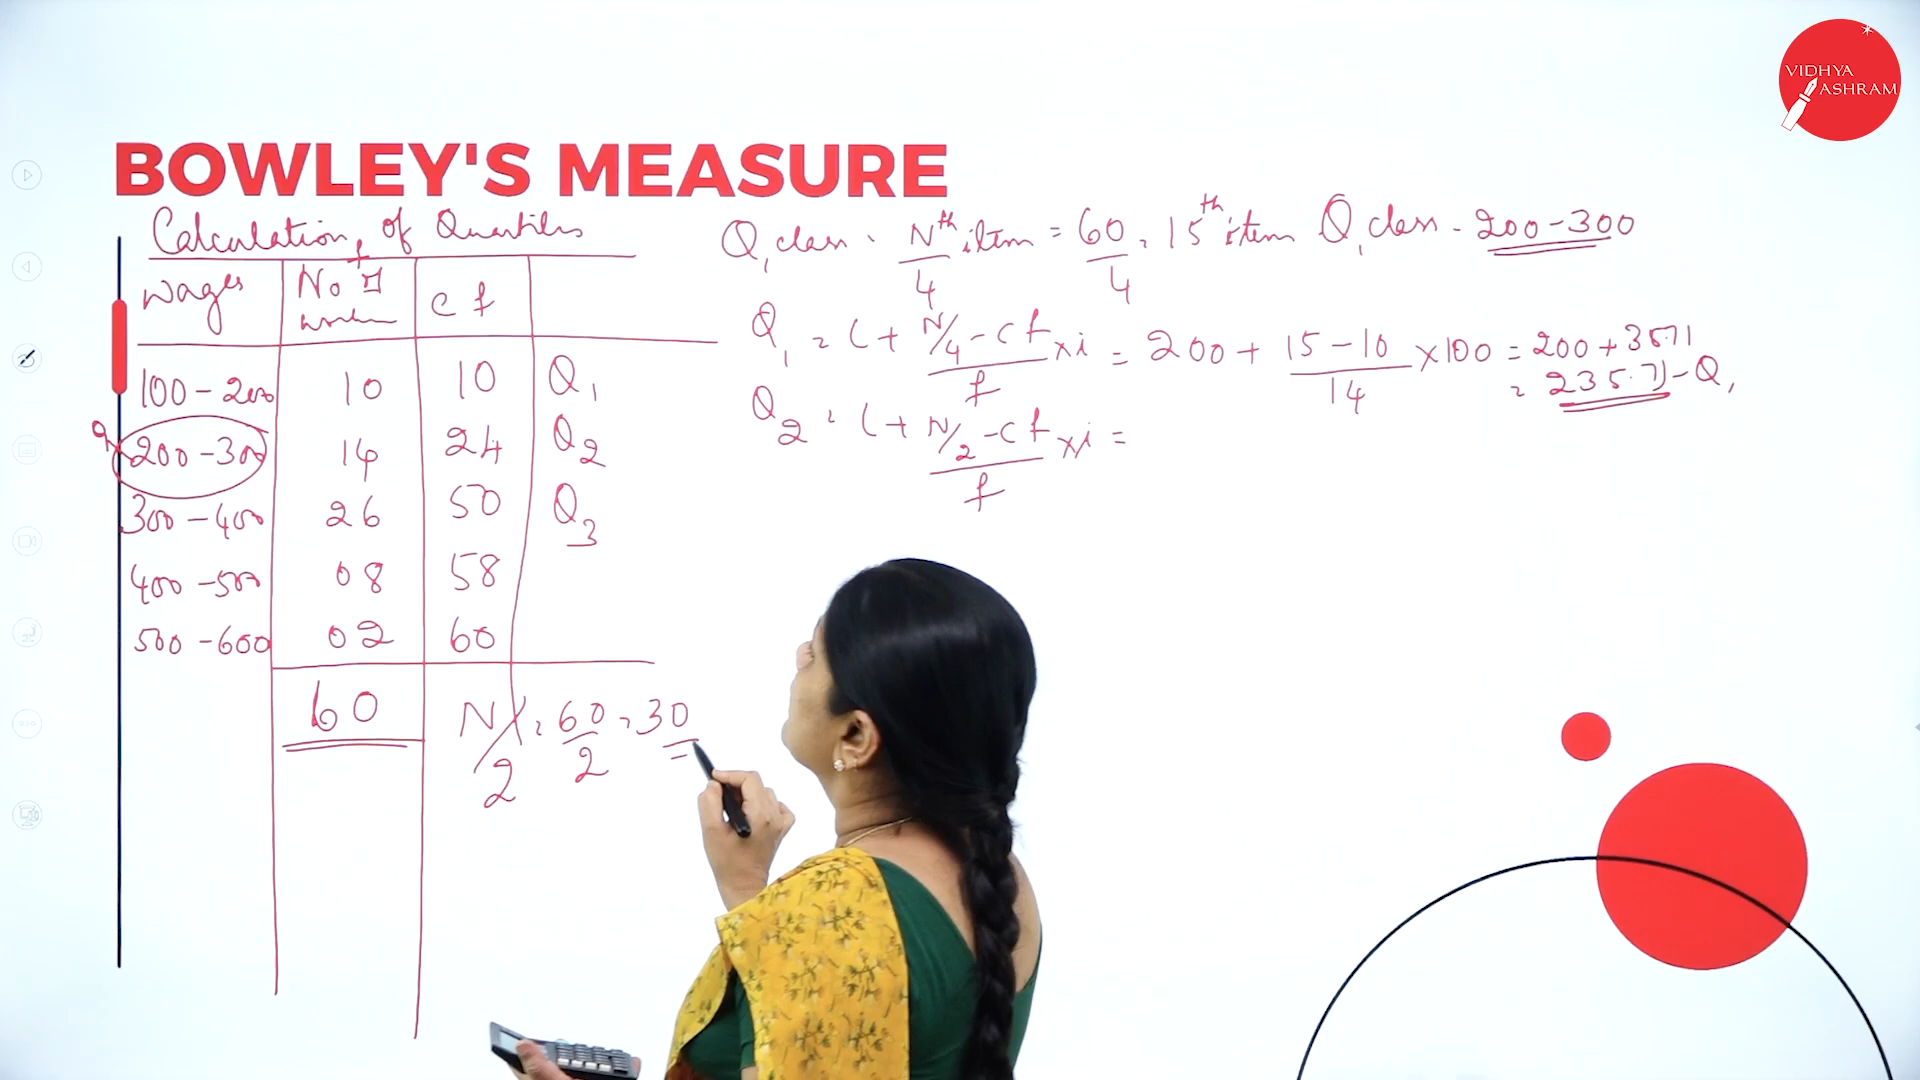 VIDHYA
ASHRAM
BOWLEY'S MEASURE
Calculation of Quartiles
Wages No of workers cf
100 - 200 10 10 Q1
200 - 300 14 24 Q2
300 - 400 26 50 Q3
400 - 500 08 58
500 - 600 02 60
60
N/2 = 60/2 = 30
Q1 class = Nth/4 item = 60/4 = 15th item Q1 class - 200 - 300
Q1 = L + N/4 - cf/f x i = 200 + 15 - 10/14 x 100 = 200 + 35.71
= 235.71 - Q1
Q2 = L + N/2 - cf/f x i =